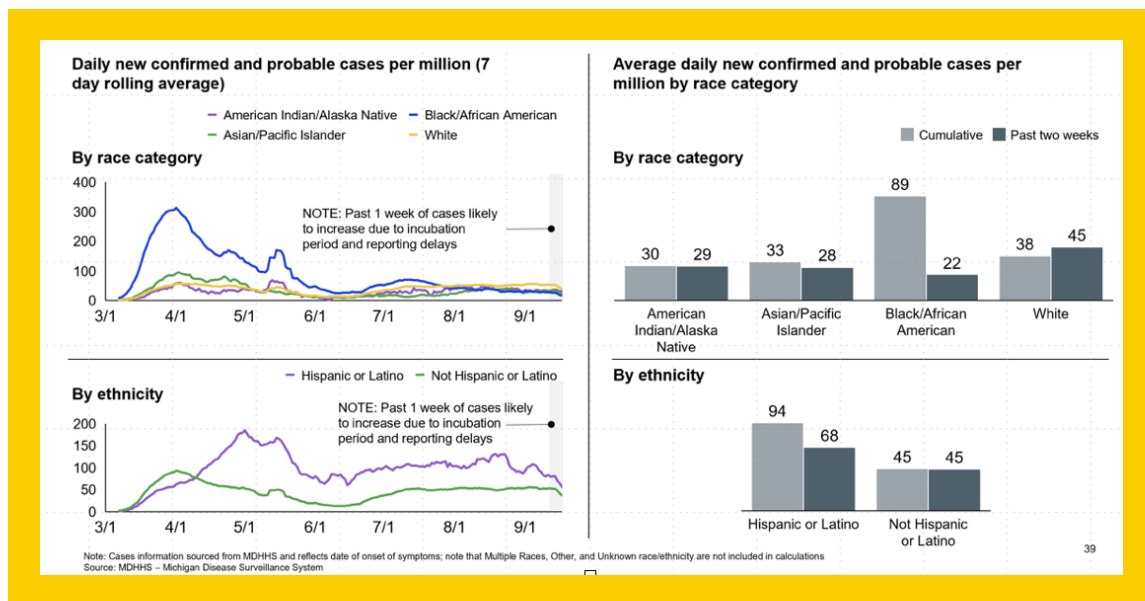 Daily new confirmed and probable cases per million (7
day rolling average)
American Indian/Alaska Native
Black/African American
Asian/Pacific Islander
White
By race category
400
300
200
100
0
3/1
4/1
5/1
6/1
7/1
8/1
9/1
NOTE: Past 1 week of cases likely
to increase due to incubation
period and reporting delays
Hispanic or Latino
Not Hispanic or Latino
By ethnicity
200
150
100
50
0
3/1
4/1
5/1
6/1
7/1
8/1
9/1
NOTE: Past 1 week of cases likely
to increase due to incubation
period and reporting delays
Average daily new confirmed and probable cases per
million by race category
Cumulative
Past two weeks
By race category
30
29
33
28
89
22
38
45
American
Indian/Alaska
Native
Asian/Pacific
Islander
Black/African
American
White
By ethnicity
94
68
45
45
Hispanic or Latino
Not Hispanic
or Latino
Note: Cases information sourced from MDHHS and reflects date of onset of symptoms; note that Multiple Races, Other, and Unknown race/ethnicity are not included in calculations
Source: MDHHS – Michigan Disease Surveillance System
39